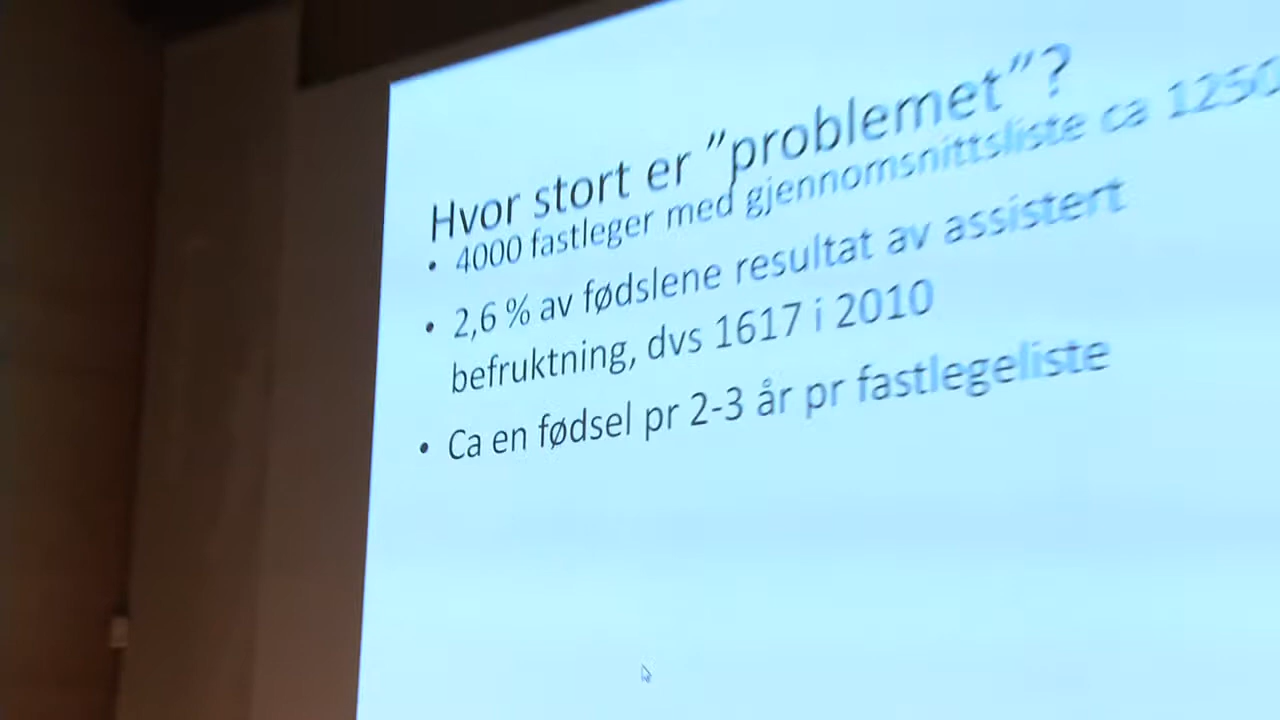 Hvor stort er ”problemet”?
• 4000 fastleger med gjennomsnittsliste ca 1250
• 2,6 % av fødslene resultat av assistert
befruktning, dvs 1617 i 2010
• Ca en fødsel pr 2-3 år pr fastlegeliste